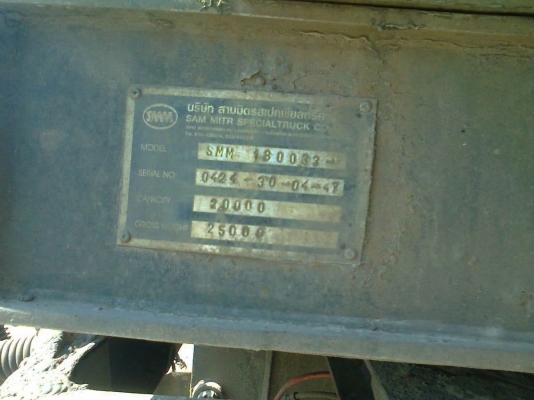 SMM
บริษัท สามมิตรสเปเชียลทรัค
SAM MITR SPECIALTRUCK CO
MODEL SMM 180033
SERIAL NO 0424-30-04-47
CAPACITY 20000
GROSS 25000